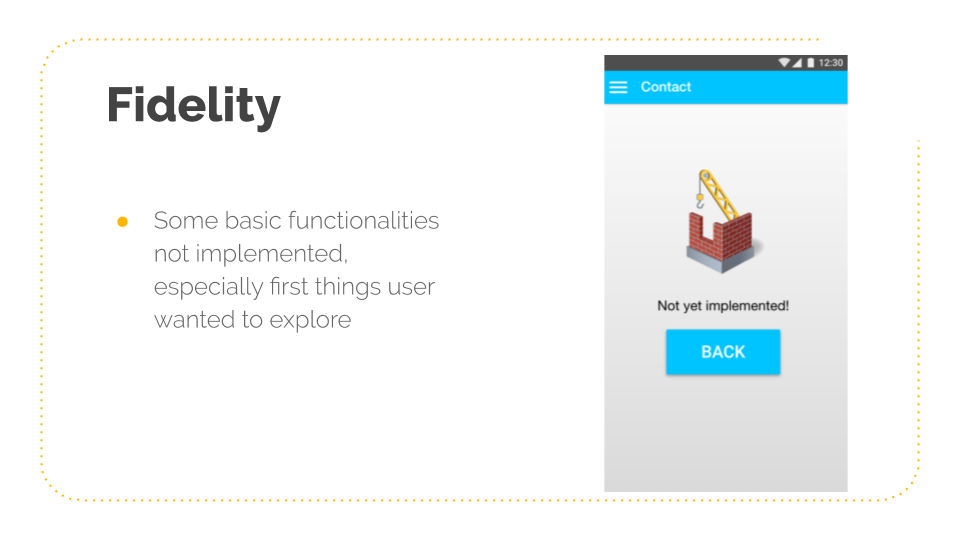 Fidelity
● Some basic functionalities
not implemented,
especially first things user
wanted to explore
12:30
Contact
Not yet implemented!
BACK